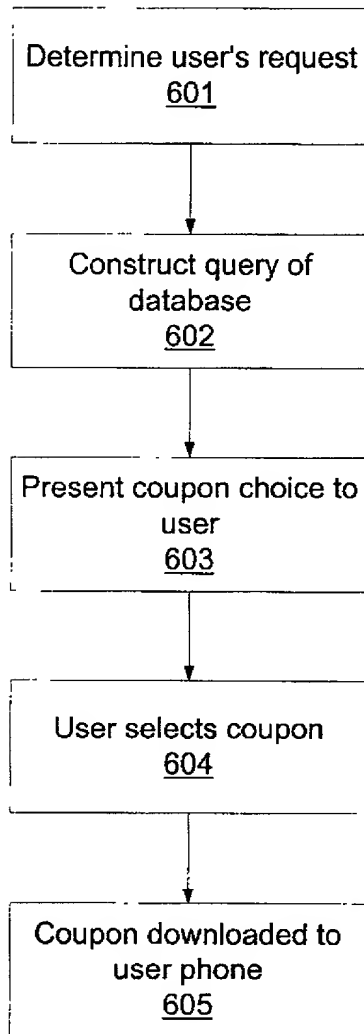 Determine user's request
601
Construct query of
database
602
Present coupon choice to
user
603
User selects coupon
604
Coupon downloaded to
user phone
605